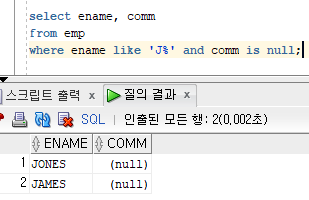 select ename, comm
from emp
where ename like 'J%' and comm is null;
스크립트 출력 x 질의 결과 x
SQL | 인출된 모든 행: 2(0,002초)
ENAME COMM
1 JONES (null)
2 JAMES (null)